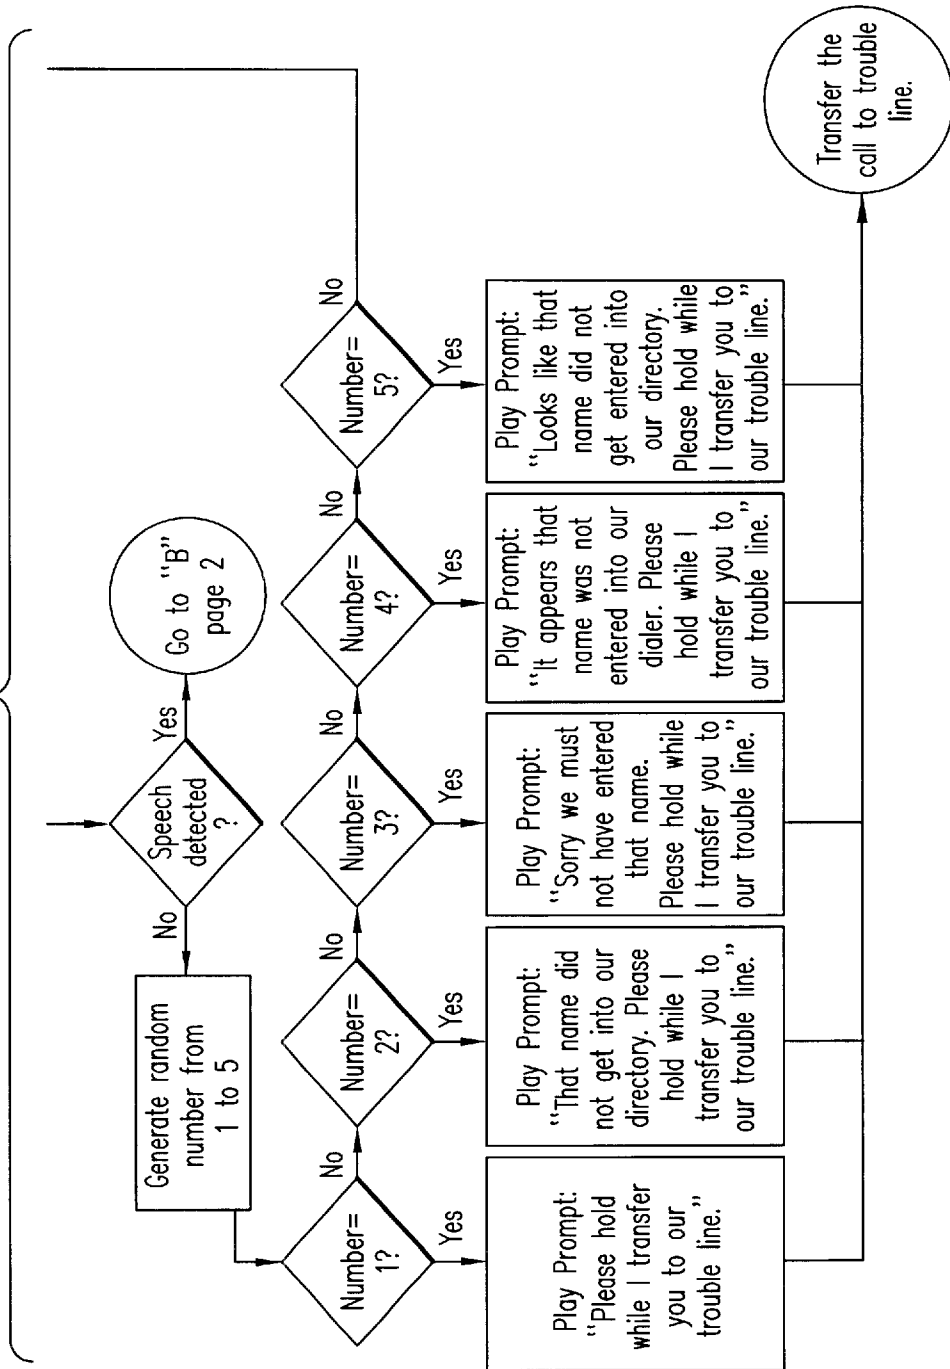 Speech
detected
?
Yes
Go to "B"
page 2
No
Generate random
number from
1 to 5
Number=
1?
No
Yes
Number=
2?
No
Yes
Number=
3?
No
Yes
Number=
4?
No
Yes
Number=
5?
No
Yes
Play Prompt:
"Please hold
while I transfer
you to our
trouble line."
Play Prompt:
"That name did
not get into our
directory. Please
hold while I
transfer you to
our trouble line."
Play Prompt:
"Sorry we must
not have entered
that name.
Please hold while
I transfer you to
our trouble line."
Play Prompt:
"It appears that
name was not
entered into our
dialer. Please
hold while I
transfer you to
our trouble line."
Play Prompt:
"Looks like that
name did not
get entered into
our directory.
Please hold while
I transfer you to
our trouble line."
Transfer the
call to trouble
line.